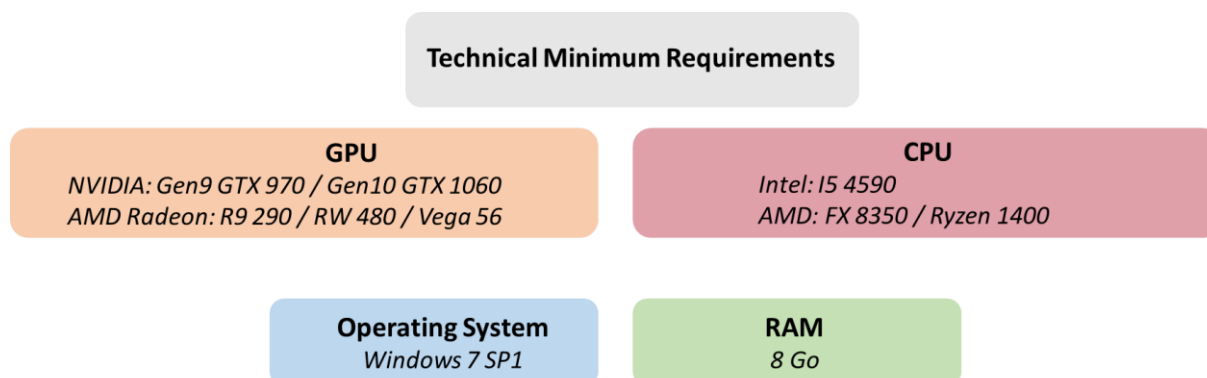 Technical Minimum Requirements
GPU
NVIDIA: Gen9 GTX 970 / Gen10 GTX 1060
AMD Radeon: R9 290 / RW 480 / Vega 56
CPU
Intel: I5 4590
AMD: FX 8350 / Ryzen 1400
Operating System
Windows 7 SP1
RAM
8 Go